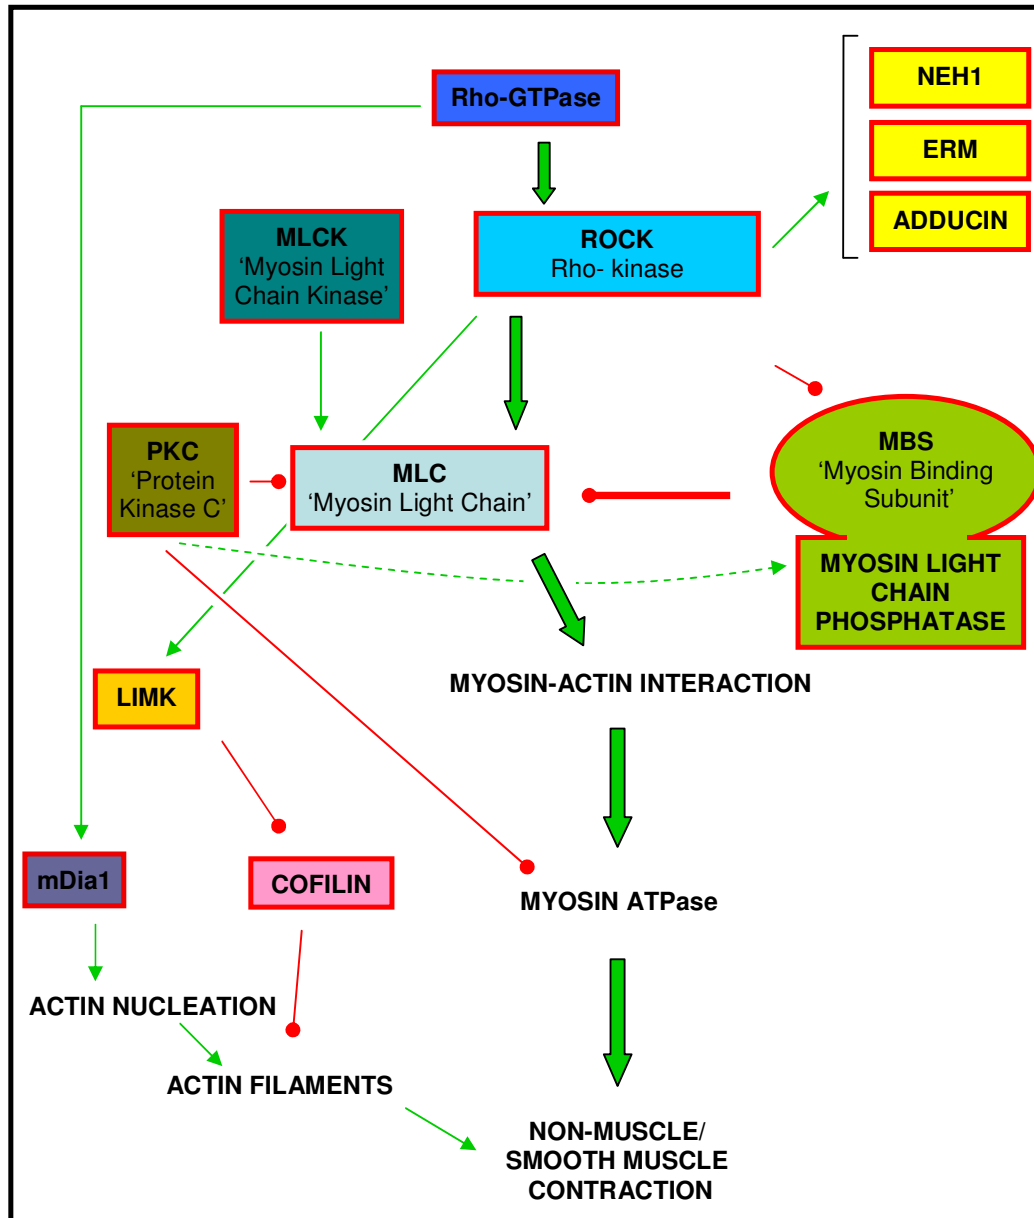 Rho-GTPase
NEH1
ERM
ADDUCIN
MLCK
‘Myosin Light
Chain Kinase’
ROCK
Rho- kinase
PKC
‘Protein
Kinase C’
MLC
‘Myosin Light Chain’
MBS
‘Myosin Binding
Subunit’
MYOSIN LIGHT
CHAIN
PHOSPHATASE
MYOSIN-ACTIN INTERACTION
LIMK
mDia1
COFILIN
MYOSIN ATPase
ACTIN NUCLEATION
ACTIN FILAMENTS
NON-MUSCLE/
SMOOTH MUSCLE
CONTRACTION